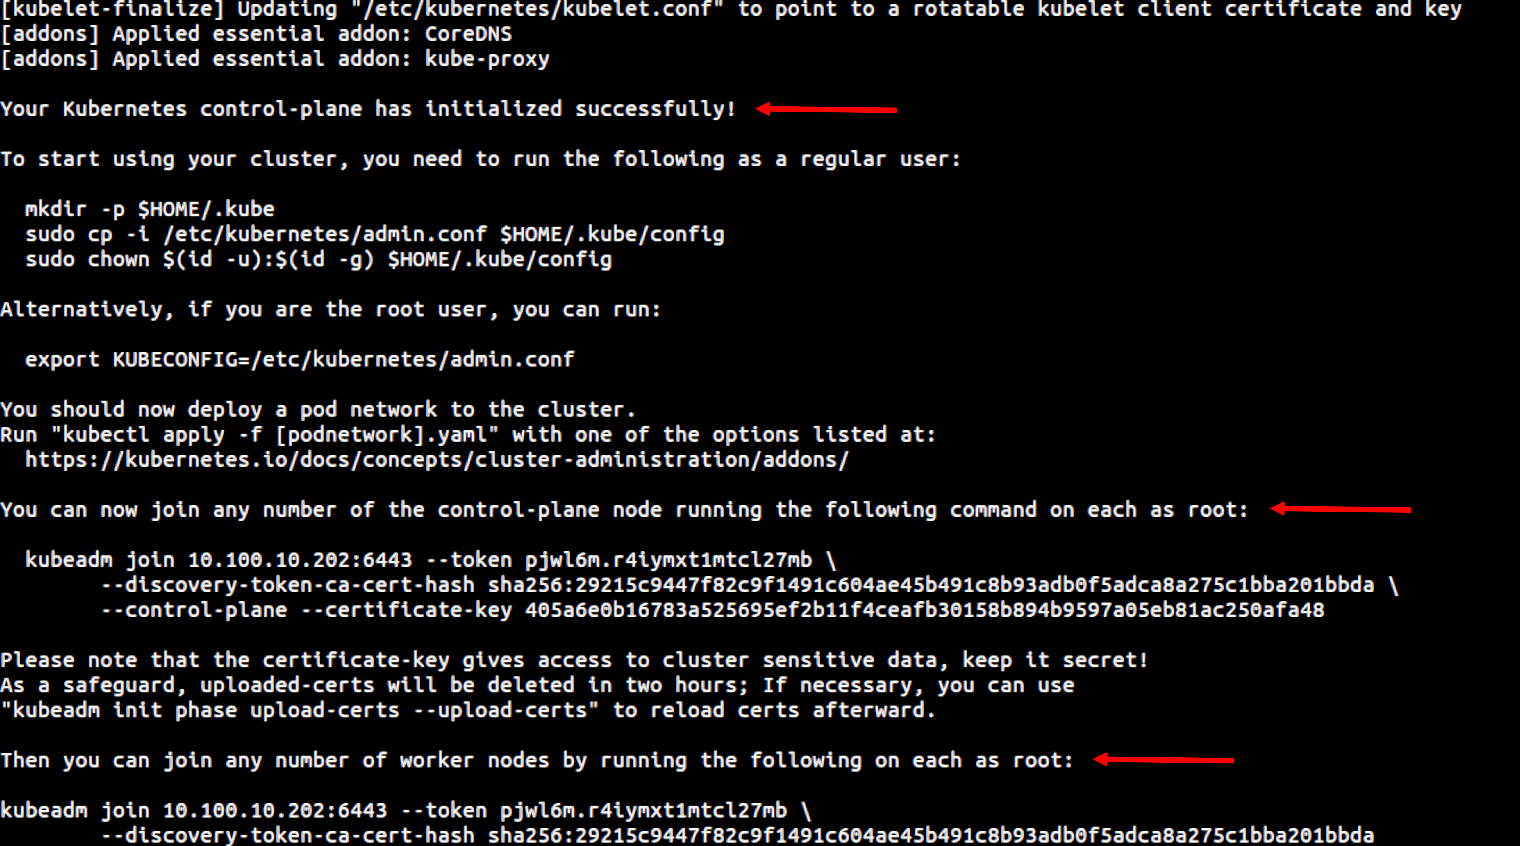 [kubelet-finalize] Updating "/etc/kubernetes/kubelet.conf" to point to a rotatable kubelet client certificate and key
[addons] Applied essential addon: CoreDNS
[addons] Applied essential addon: kube-proxy
Your Kubernetes control-plane has initialized successfully!
To start using your cluster, you need to run the following as a regular user:
mkdir -p $HOME/.kube
sudo cp -i /etc/kubernetes/admin.conf $HOME/.kube/config
sudo chown $(id -u):$(id -g) $HOME/.kube/config
Alternatively, if you are the root user, you can run:
export KUBECONFIG=/etc/kubernetes/admin.conf
You should now deploy a pod network to the cluster.
Run "kubectl apply -f [podnetwork].yaml" with one of the options listed at:
https://kubernetes.io/docs/concepts/cluster-administration/addons/
You can now join any number of the control-plane node running the following command on each as root:
kubeadm join 10.100.10.202:6443 --token pjwl6m.r4iymxt1mtcl27mb \
--discovery-token-ca-cert-hash sha256:29215c9447f82c9f1491c604ae45b491c8b93adb0f5adca8a275c1bba201bbda \
--control-plane --certificate-key 405a6e0b16783a525695ef2b11f4ceafb30158b894b9597a05eb81ac250afa48
Please note that the certificate-key gives access to cluster sensitive data, keep it secret!
As a safeguard, uploaded-certs will be deleted in two hours; If necessary, you can use
"kubeadm init phase upload-certs --upload-certs" to reload certs afterward.
Then you can join any number of worker nodes by running the following on each as root:
kubeadm join 10.100.10.202:6443 --token pjwl6m.r4iymxt1mtcl27mb \
--discovery-token-ca-cert-hash sha256:29215c9447f82c9f1491c604ae45b491c8b93adb0f5adca8a275c1bba201bbda